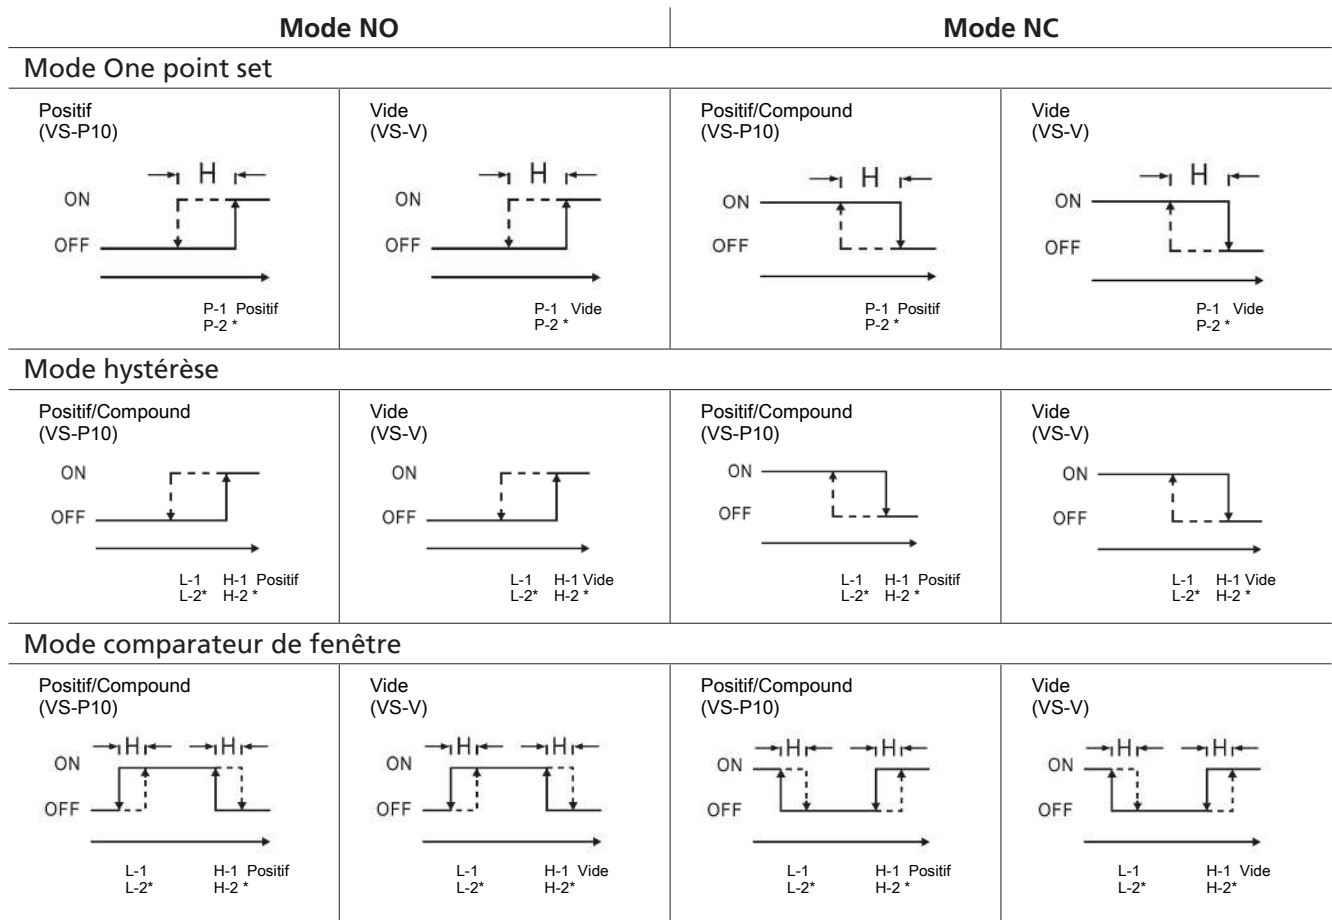 Mode NO
Mode NC
Mode One point set
Positif
(VS-P10)
H
ON
OFF
P-1 Positif
P-2 *
Vide
(VS-V)
H
ON
OFF
P-1 Vide
P-2 *
Positif/Compound
(VS-P10)
H
ON
OFF
P-1 Positif
P-2 *
Vide
(VS-V)
H
ON
OFF
P-1 Vide
P-2 *
Mode hystérèse
Positif/Compound
(VS-P10)
ON
OFF
L-1 H-1 Positif
L-2* H-2 *
Vide
(VS-V)
ON
OFF
L-1 H-1 Vide
L-2* H-2 *
Positif/Compound
(VS-P10)
ON
OFF
L-1 H-1 Positif
L-2* H-2 *
Vide
(VS-V)
ON
OFF
L-1 H-1 Vide
L-2* H-2 *
Mode comparateur de fenêtre
Positif/Compound
(VS-P10)
H H
ON
OFF
L-1 H-1 Positif
L-2* H-2 *
Vide
(VS-V)
H H
ON
OFF
L-1 H-1 Vide
L-2* H-2*
Positif/Compound
(VS-P10)
H H
ON
OFF
L-1 H-1 Positif
L-2* H-2 *
Vide
(VS-V)
H H
ON
OFF
L-1 H-1 Vide
L-2* H-2*